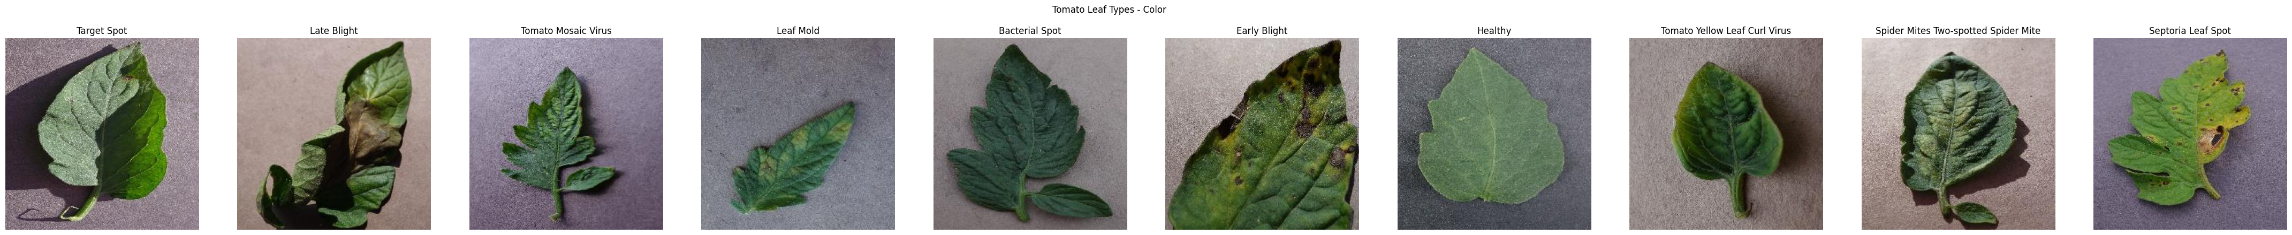 Tomato Leaf Types - Color
Target Spot
Late Blight
Tomato Mosaic Virus
Leaf Mold
Bacterial Spot
Early Blight
Healthy
Tomato Yellow Leaf Curl Virus
Spider Mites Two-spotted Spider Mite
Septoria Leaf Spot